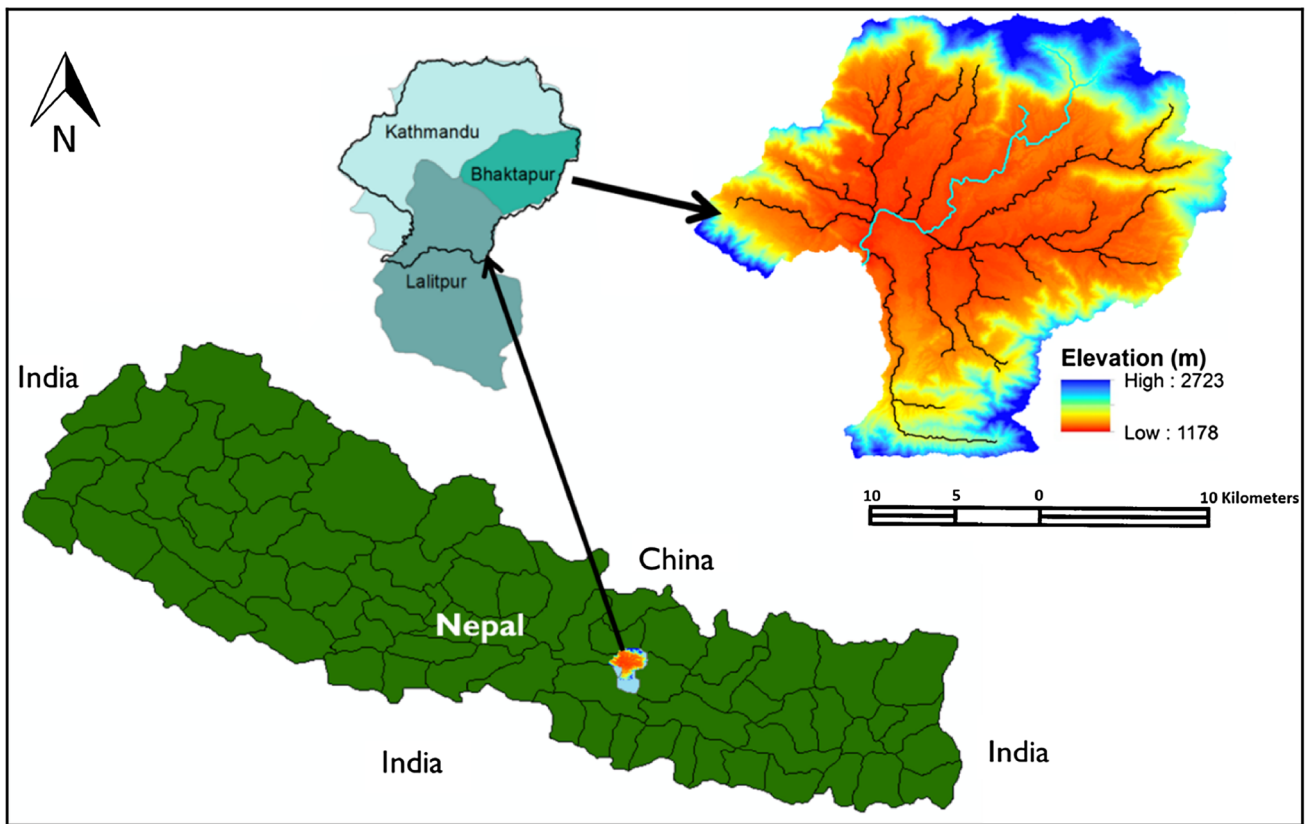 N
Kathmandu
Bhaktapur
Lalitpur
Elevation (m)
High : 2723
Low : 1178
10 5 0 10 Kilometers
India
China
Nepal
India
India